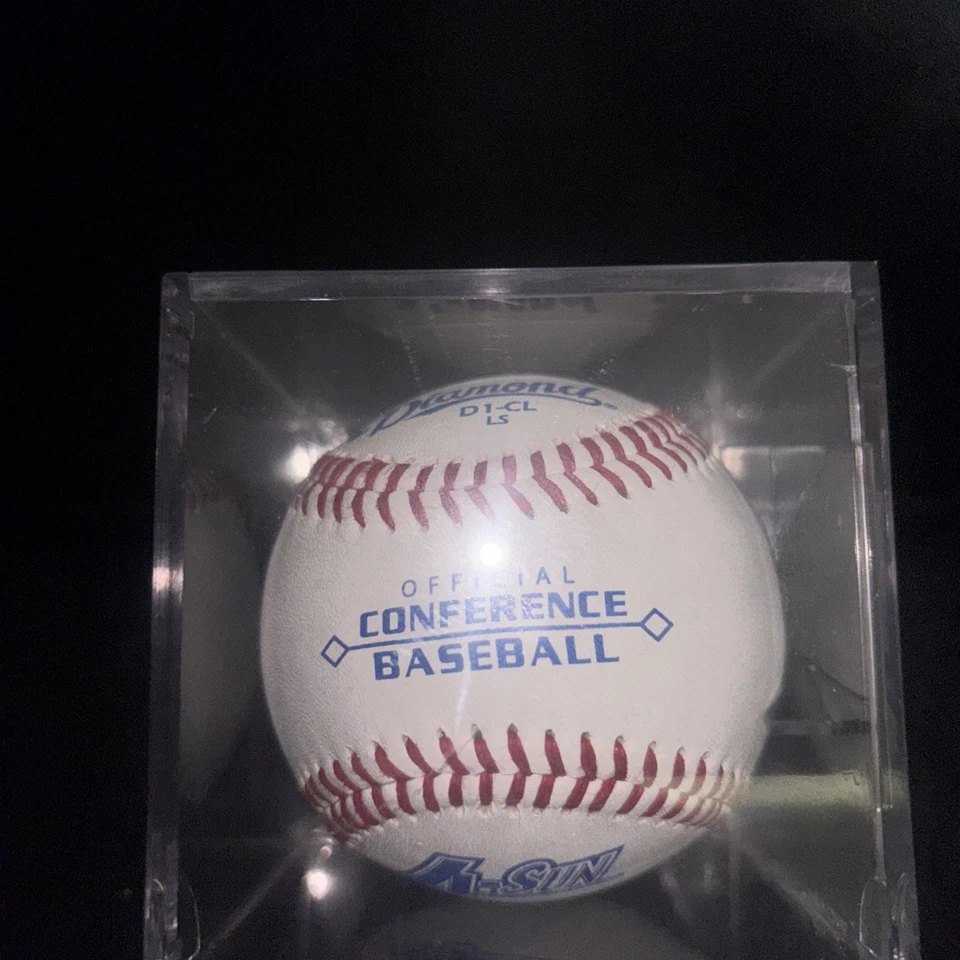 Diamond
D1-CL
LS
OFFICIAL
CONFERENCE
BASEBALL
A-SUN